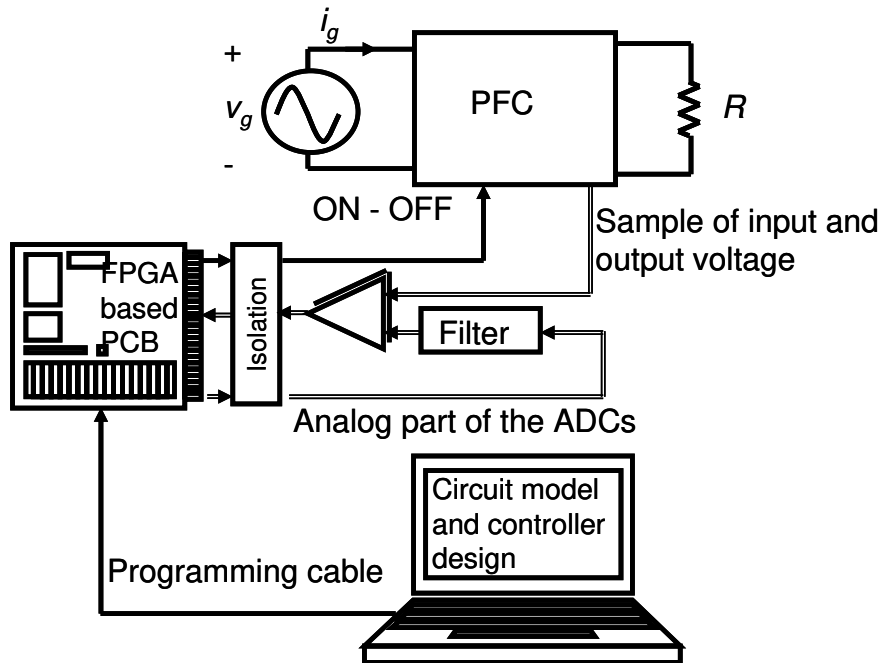 i_g
+
v_g
-
PFC
R
ON - OFF
Sample of input and
output voltage
FPGA
based
PCB
Isolation
Filter
Analog part of the ADCs
Circuit model
and controller
design
Programming cable